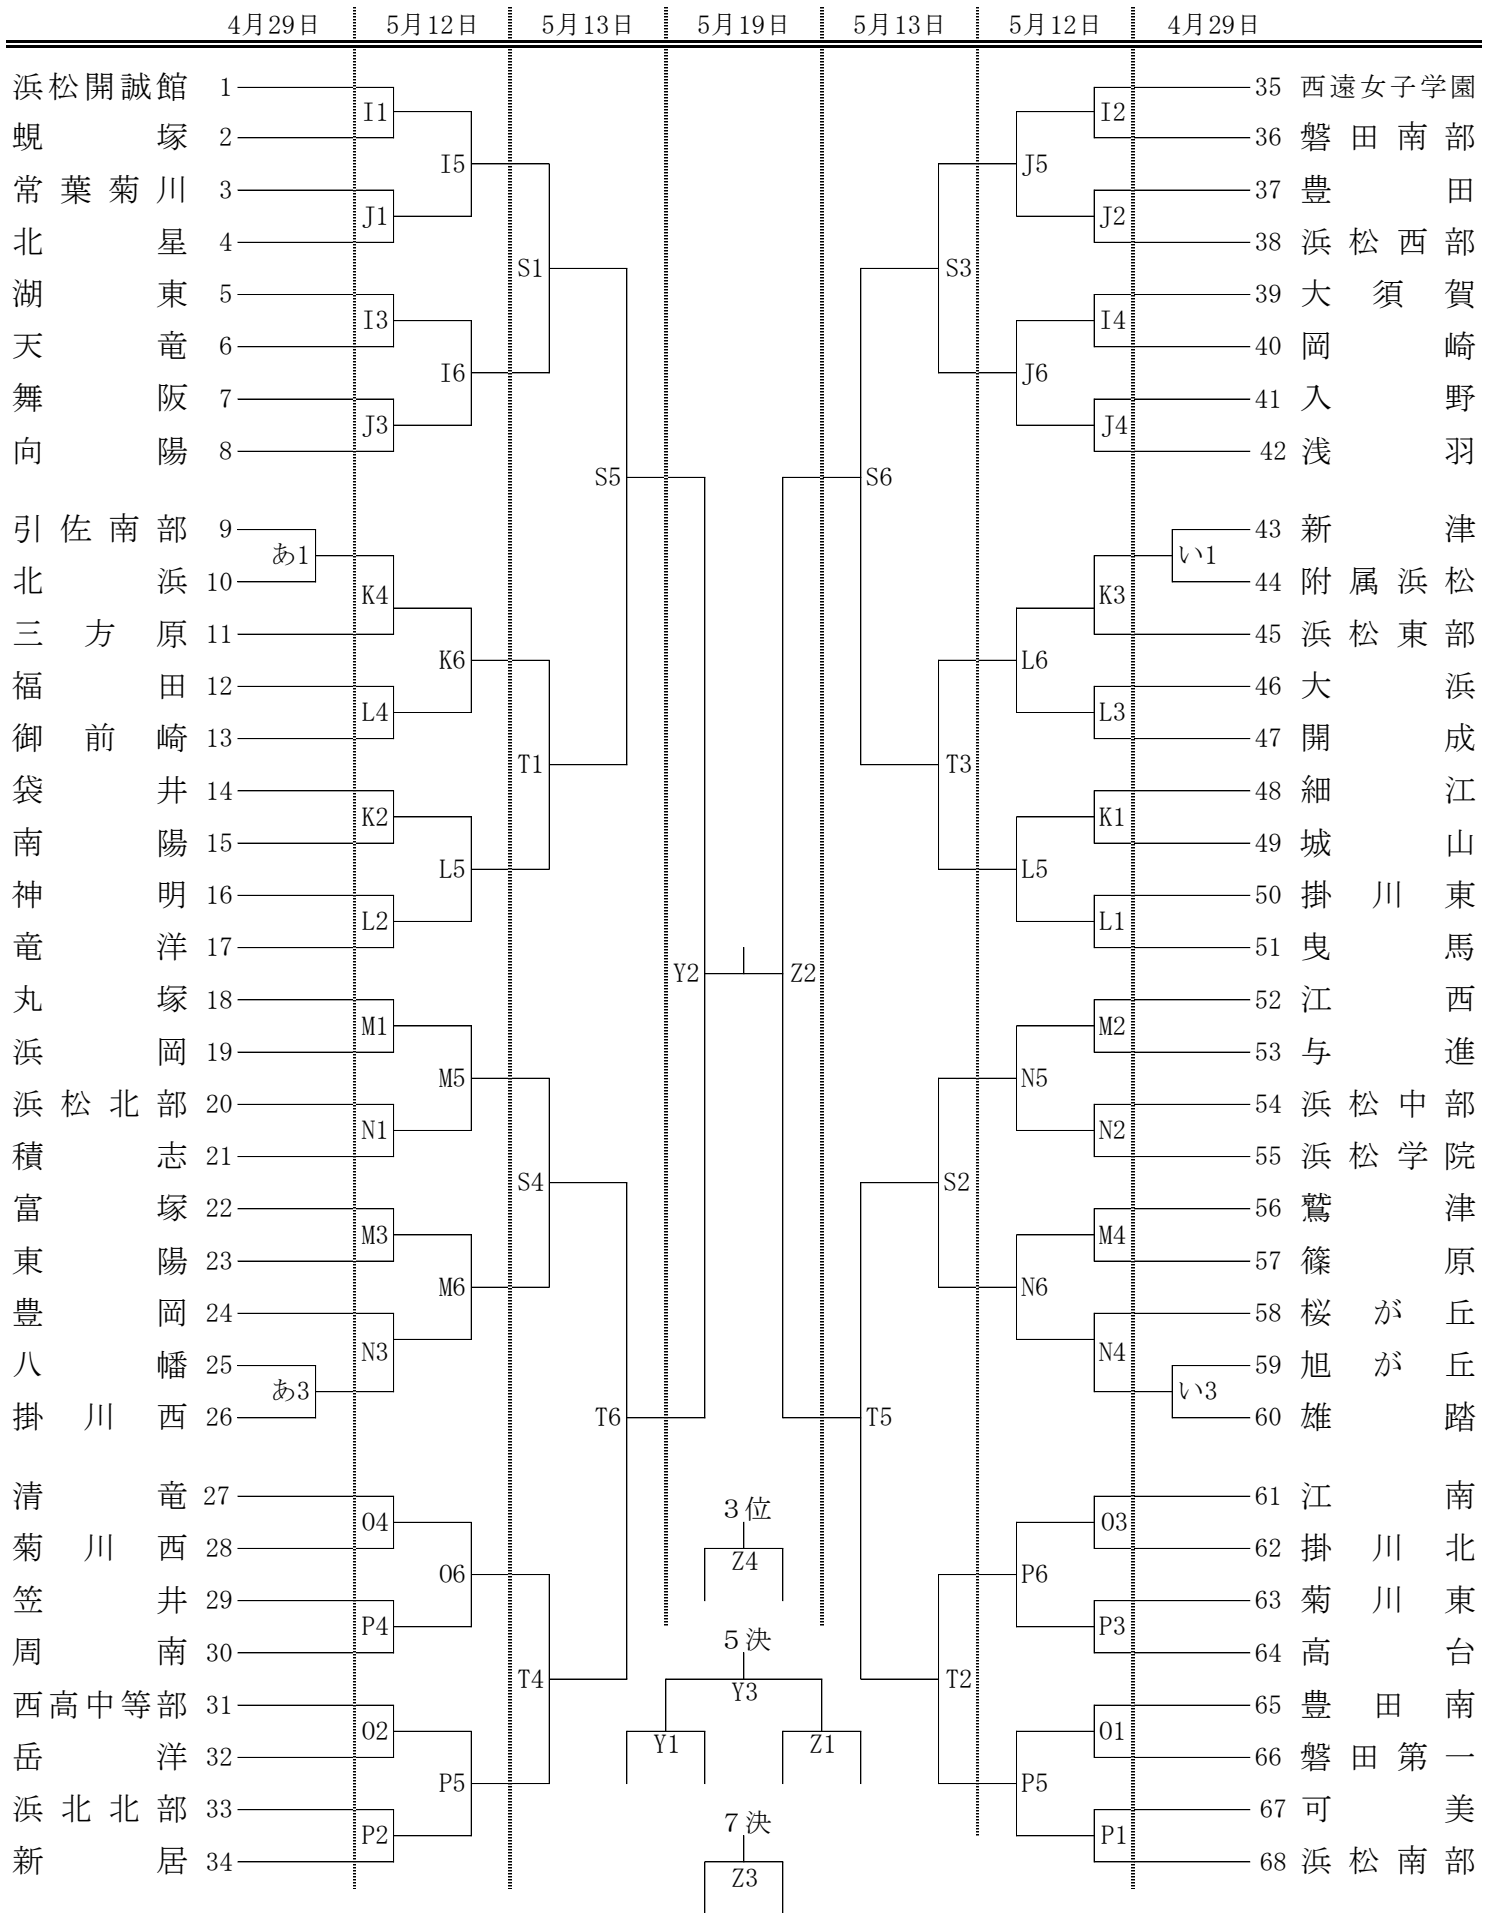 4月29日 5月12日 5月13日 5月19日 5月13日 5月12日 4月29日
浜松開誠館 1 35 西遠女子学園
I1 I2
蜆塚 2 36 磐田南部
I5 J5
常葉菊川 3 37 豊田
J1 J2
北星 4 38 浜松西部
S1 S3
湖東 5 39 大須賀
I3 I4
天竜 6 40 岡崎
I6 J6
舞阪 7 41 入野
J3 J4
向陽 8 42 浅羽
S5 S6
引佐南部 9 43 新津
あ1 い1
北浜 10 44 附属浜松
K4 K3
三方原 11 45 浜松東部
K6 L6
福田 12 46 大浜
L4 L3
御前崎 13 47 開成
T1 T3
袋井 14 48 細江
K2 K1
南陽 15 49 城山
L5 L5
神明 16 50 掛川東
L2 L1
竜洋 17 51 曳馬
Y2 Z2
丸塚 18 52 江西
M1 M2
浜岡 19 53 与進
M5 N5
浜松北部 20 54 浜松中部
N1 N2
積志 21 55 浜松学院
S4 S2
富塚 22 56 鷲津
M3 M4
東陽 23 57 篠原
M6 N6
豊岡 24 58 桜が丘
N3 N4
八幡 25 59 旭が丘
あ3 い3
掛川西 26 60 雄踏
T6 T5
清竜 27 61 江南
3位
O4 O3
菊川西 28 62 掛川北
Z4
O6 P6
笠井 29 63 菊川東
P4 P3
周南 30 64 高台
5決
T4 T2
Y3
西高中等部 31 65 豊田南
O2 O1
Y1 Z1
岳洋 32 66 磐田第一
P5 P5
浜北北部 33 67 可美
7決
P2 P1
新居 34 68 浜松南部
Z3